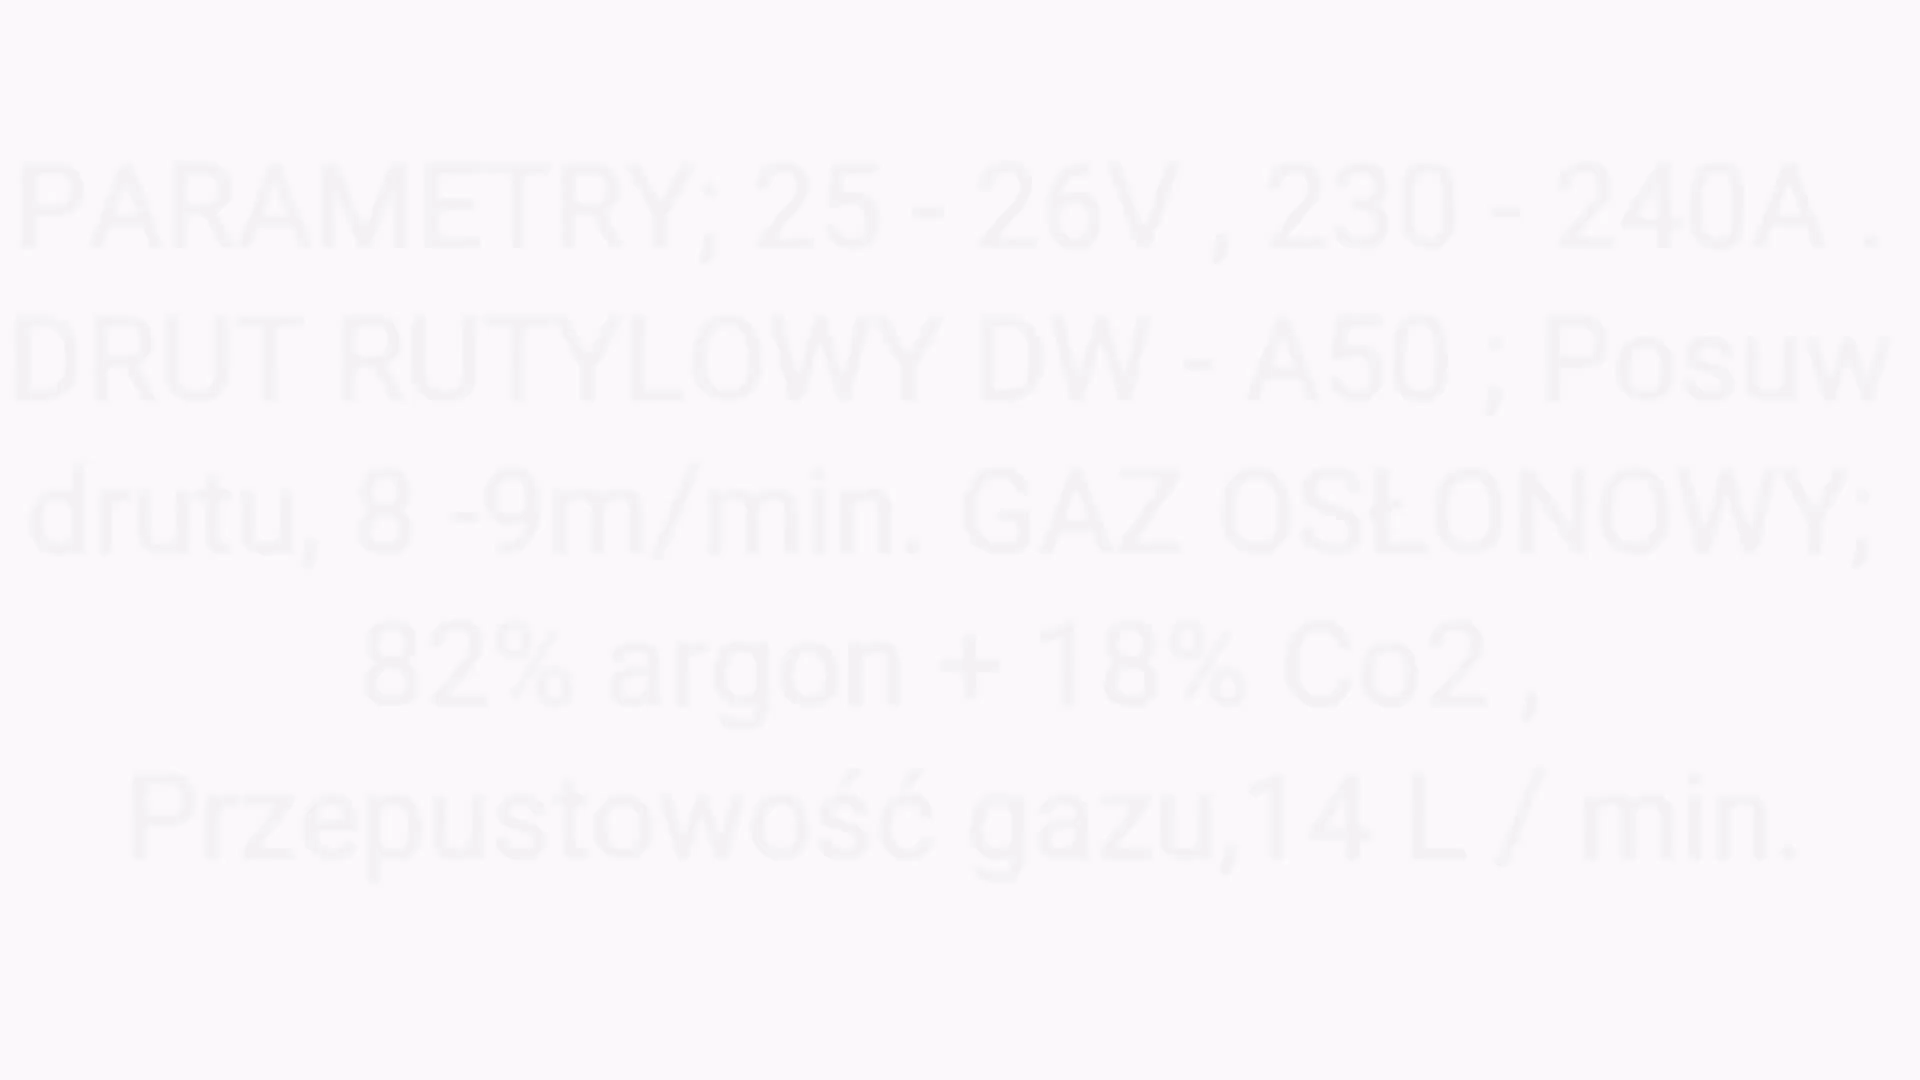 PARAMETRY; 25 - 26V , 230 - 240A .
DRUT RUTYLOWY DW - A50 ; Posuw
drutu, 8 -9m/min. GAZ OSŁONOWY;
82% argon + 18% Co2 ,
Przepustowość gazu,14 L / min.